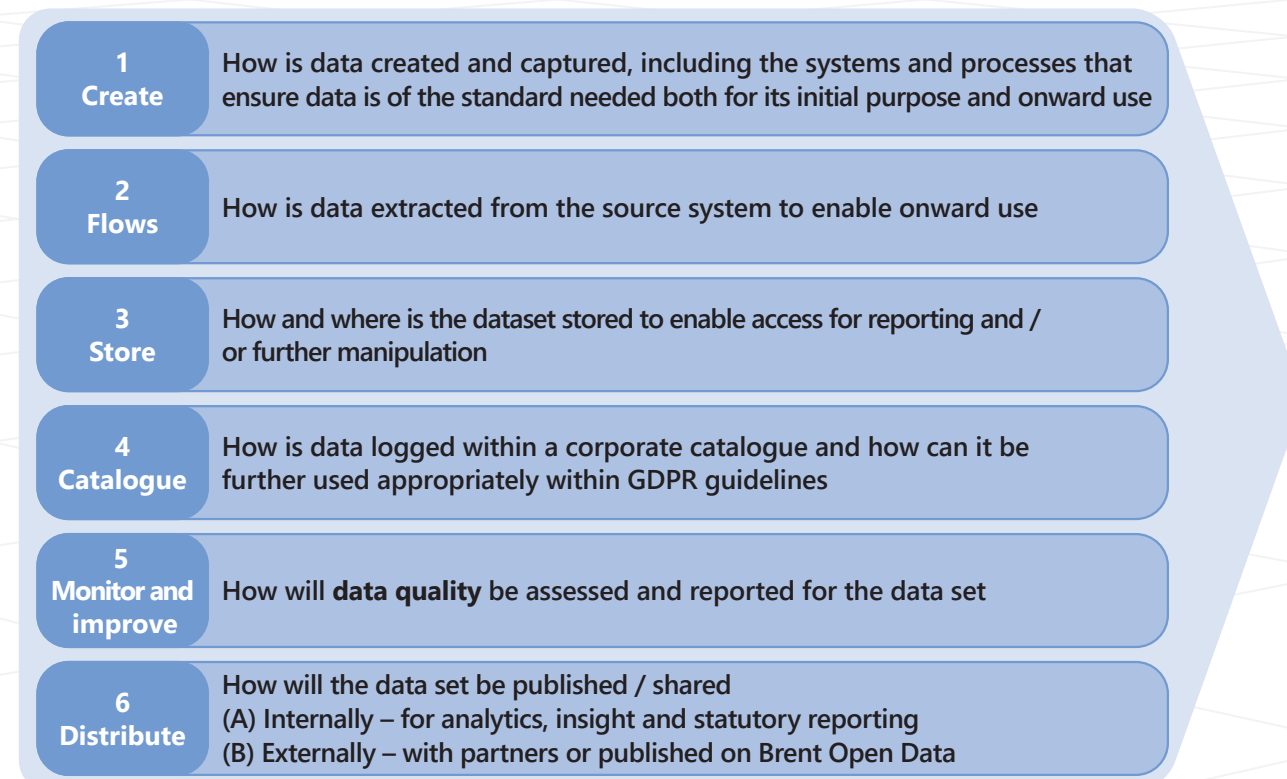 1
Create
How is data created and captured, including the systems and processes that
ensure data is of the standard needed both for its initial purpose and onward use
2
Flows
How is data extracted from the source system to enable onward use
3
Store
How and where is the dataset stored to enable access for reporting and /
or further manipulation
4
Catalogue
How is data logged within a corporate catalogue and how can it be
further used appropriately within GDPR guidelines
5
Monitor and
improve
How will data quality be assessed and reported for the data set
6
Distribute
How will the data set be published / shared
(A) Internally – for analytics, insight and statutory reporting
(B) Externally – with partners or published on Brent Open Data